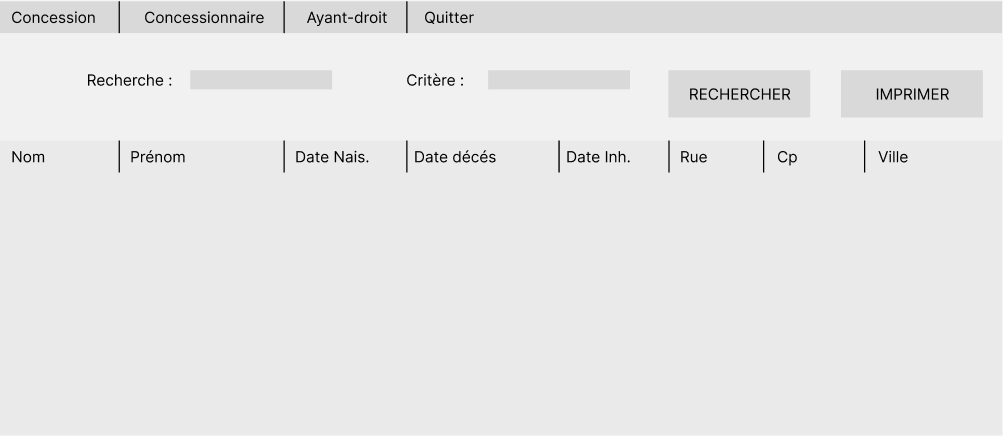 Concession Concessionnaire Ayant-droit Quitter
Recherche : Critère :
RECHERCHER IMPRIMER
Nom Prénom Date Nais. Date décés Date Inh. Rue Cp Ville